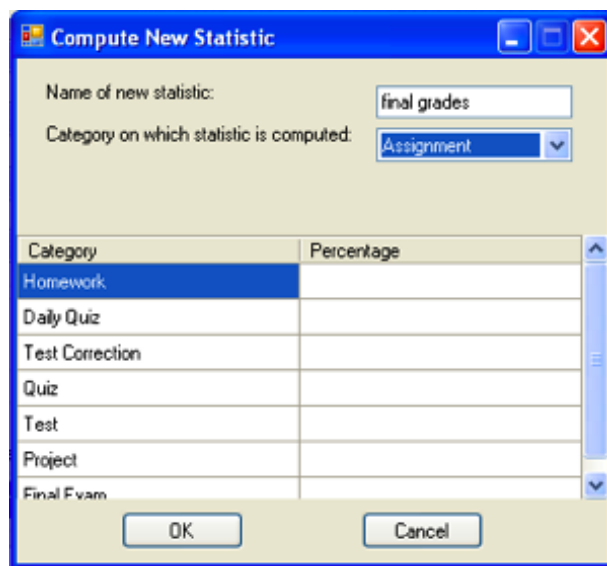 Compute New Statistic
Name of new statistic: final grades
Category on which statistic is computed: Assignment
Category Percentage
Homework
Daily Quiz
Test Correction
Quiz
Test
Project
Final Exam
OK Cancel